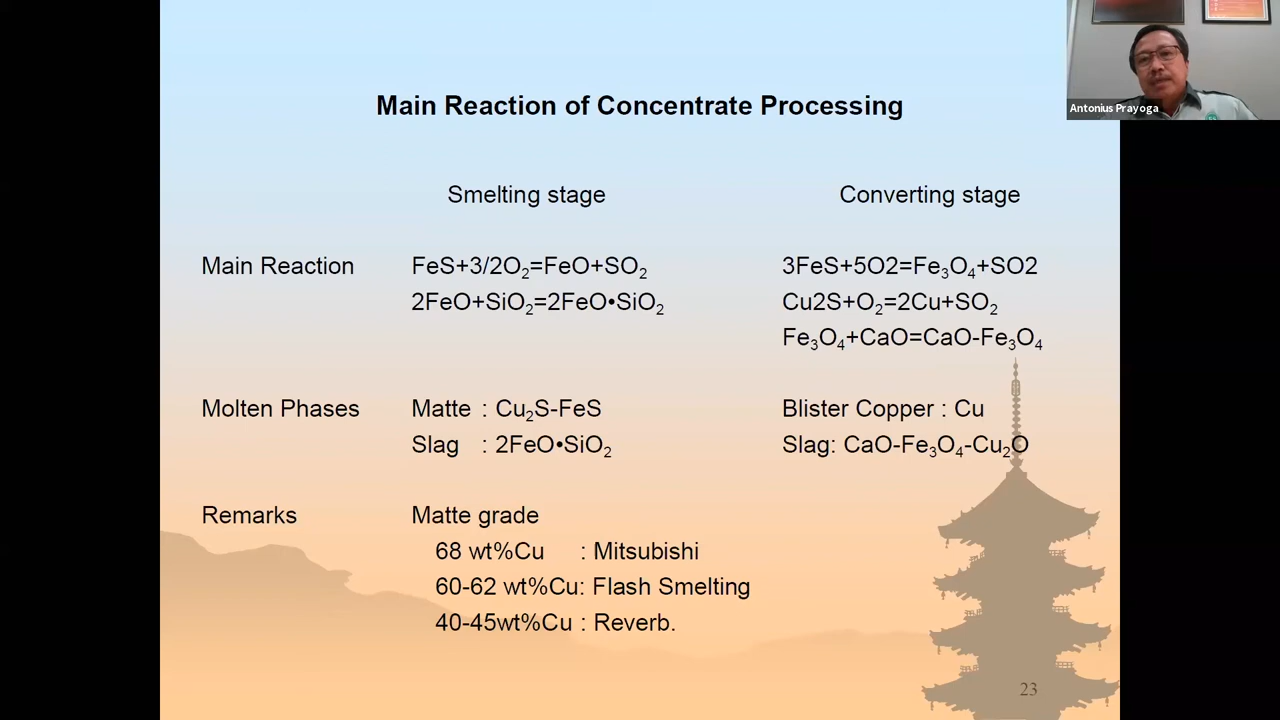 Antonius Prayoga
Main Reaction of Concentrate Processing
Smelting stage Converting stage
Main Reaction FeS+3/2O₂=FeO+SO₂ 3FeS+5O2=Fe₃O₄+SO2
2FeO+SiO₂=2FeO•SiO₂ Cu2S+O₂=2Cu+SO₂
Fe₃O₄+CaO=CaO-Fe₃O₄
Molten Phases Matte : Cu₂S-FeS Blister Copper : Cu
Slag : 2FeO•SiO₂ Slag: CaO-Fe₃O₄-Cu₂O
Remarks Matte grade
68 wt%Cu : Mitsubishi
60-62 wt%Cu: Flash Smelting
40-45wt%Cu : Reverb.
23